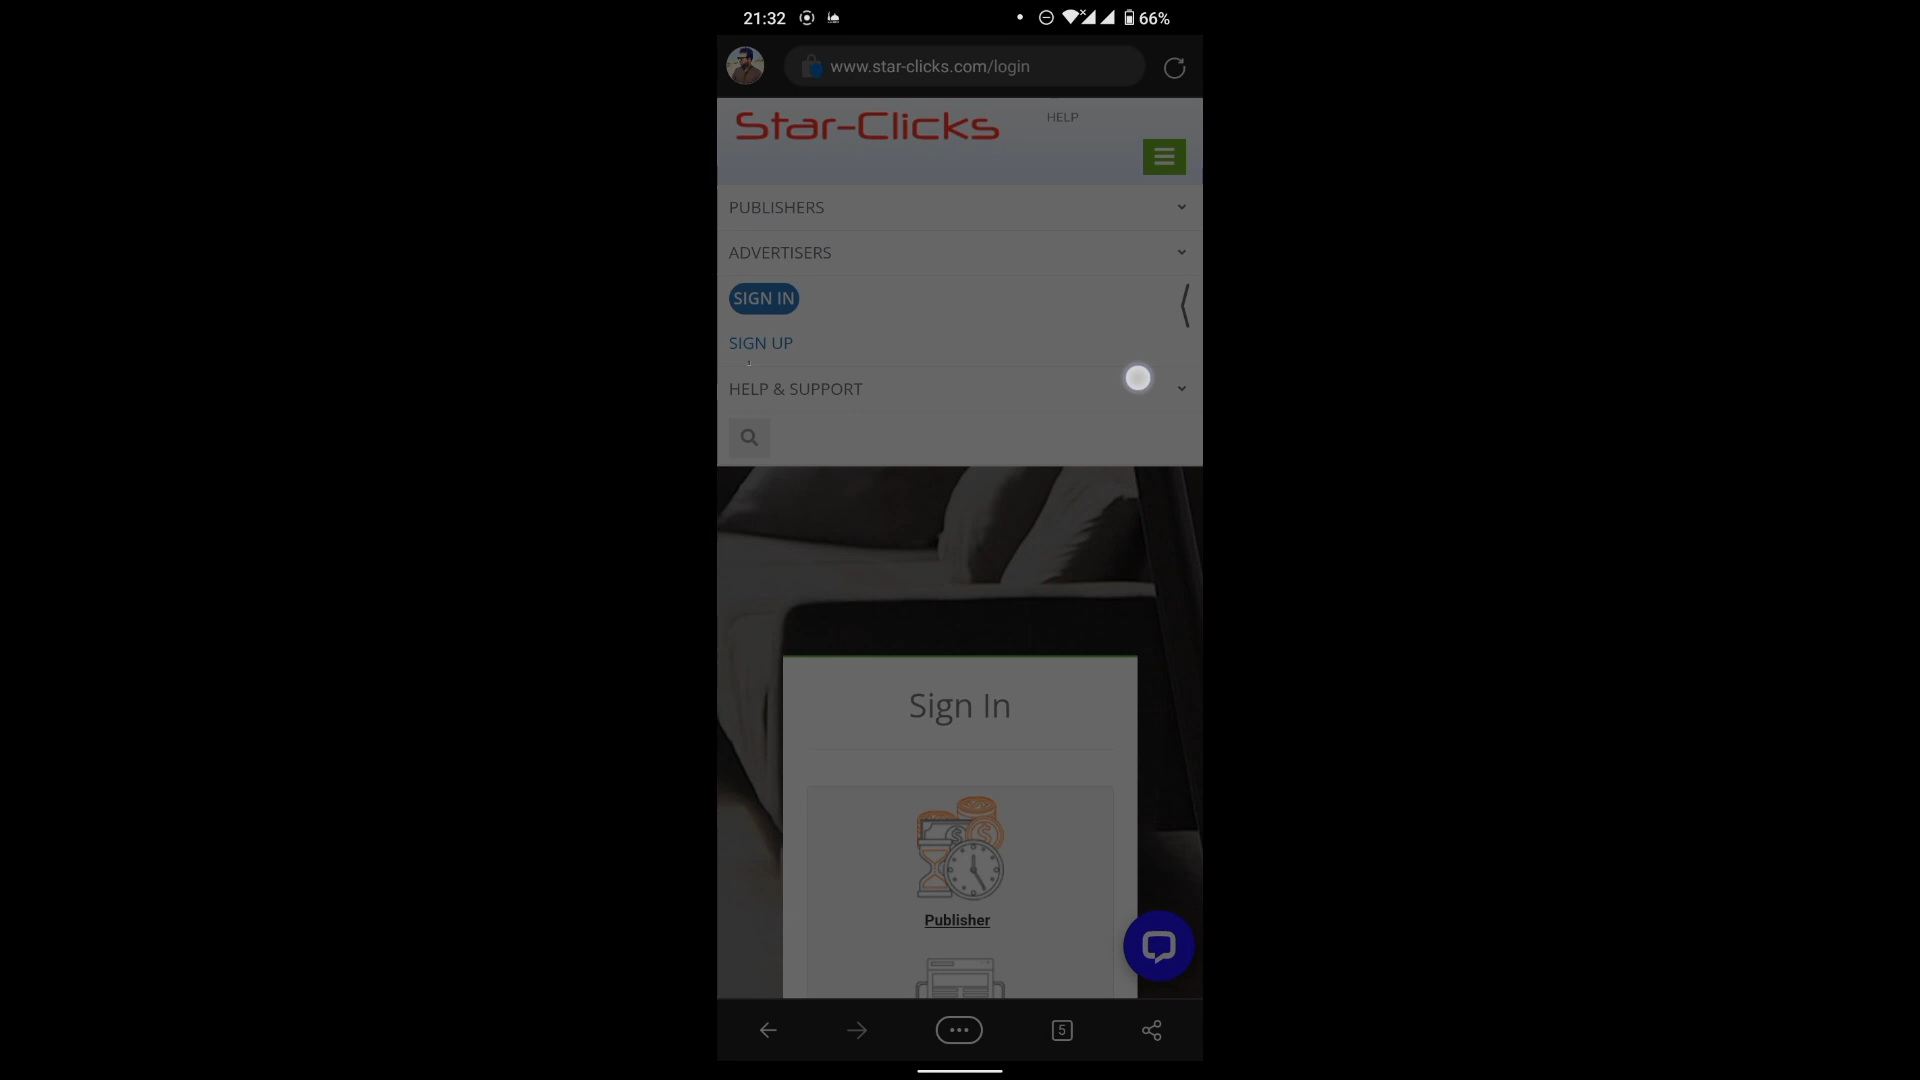 21:32
66%
www.star-clicks.com/login
Star-Clicks
HELP
PUBLISHERS
ADVERTISERS
SIGN IN
SIGN UP
HELP & SUPPORT
Sign In
Publisher
5